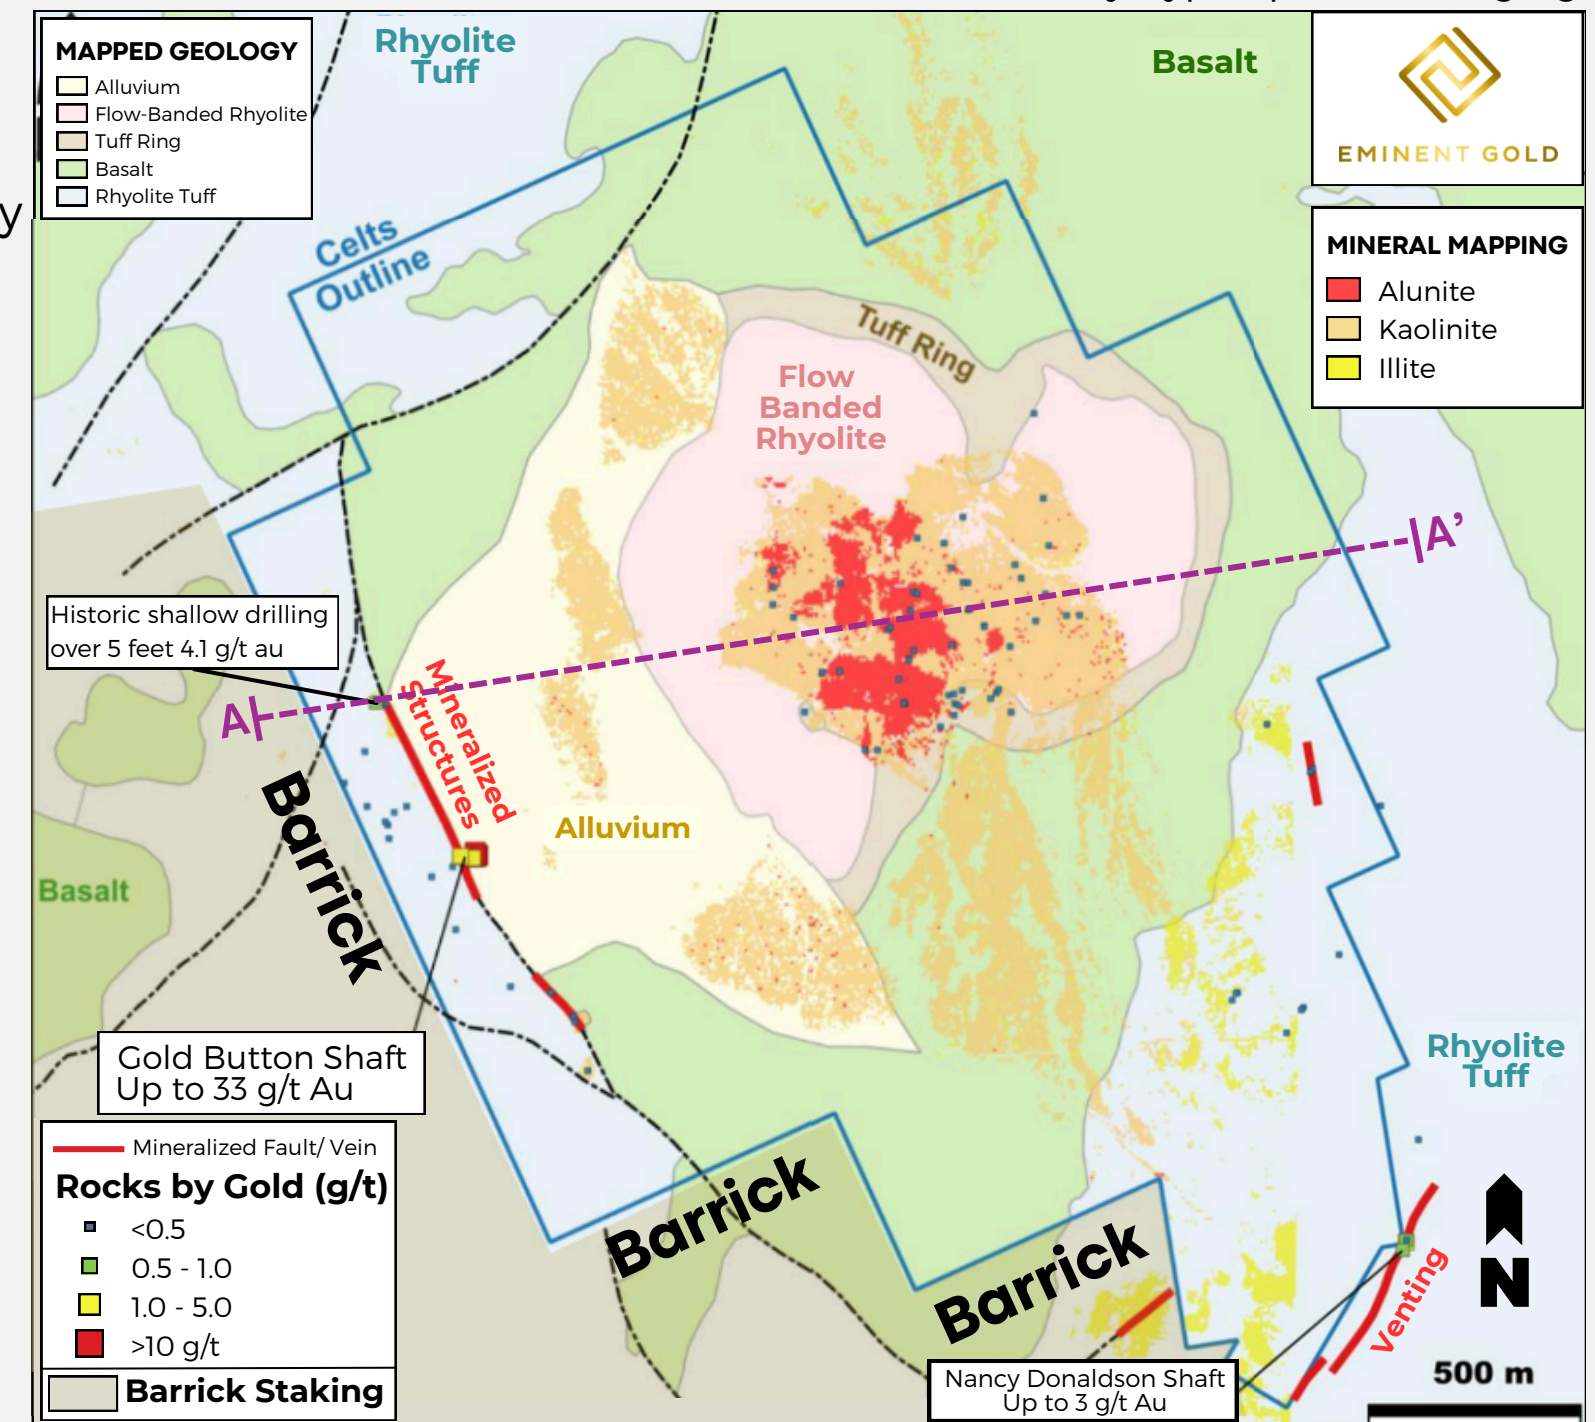 y
MAPPED GEOLOGY
Alluvium
Flow-Banded Rhyolite
Tuff Ring
Basalt
Rhyolite Tuff
Rhyolite
Tuff
Basalt
EMINENT GOLD
MINERAL MAPPING
Alunite
Kaolinite
Illite
Celts
Outline
Tuff Ring
Flow
Banded
Rhyolite
A'
Historic shallow drilling
over 5 feet 4.1 g/t au
A
Mineralized
Structures
Barrick
Alluvium
Basalt
Gold Button Shaft
Up to 33 g/t Au
Rhyolite
Tuff
Mineralized Fault/ Vein
Rocks by Gold (g/t)
<0.5
0.5 - 1.0
1.0 - 5.0
>10 g/t
Barrick Staking
Barrick
Barrick
Venting
N
Nancy Donaldson Shaft
Up to 3 g/t Au
500 m